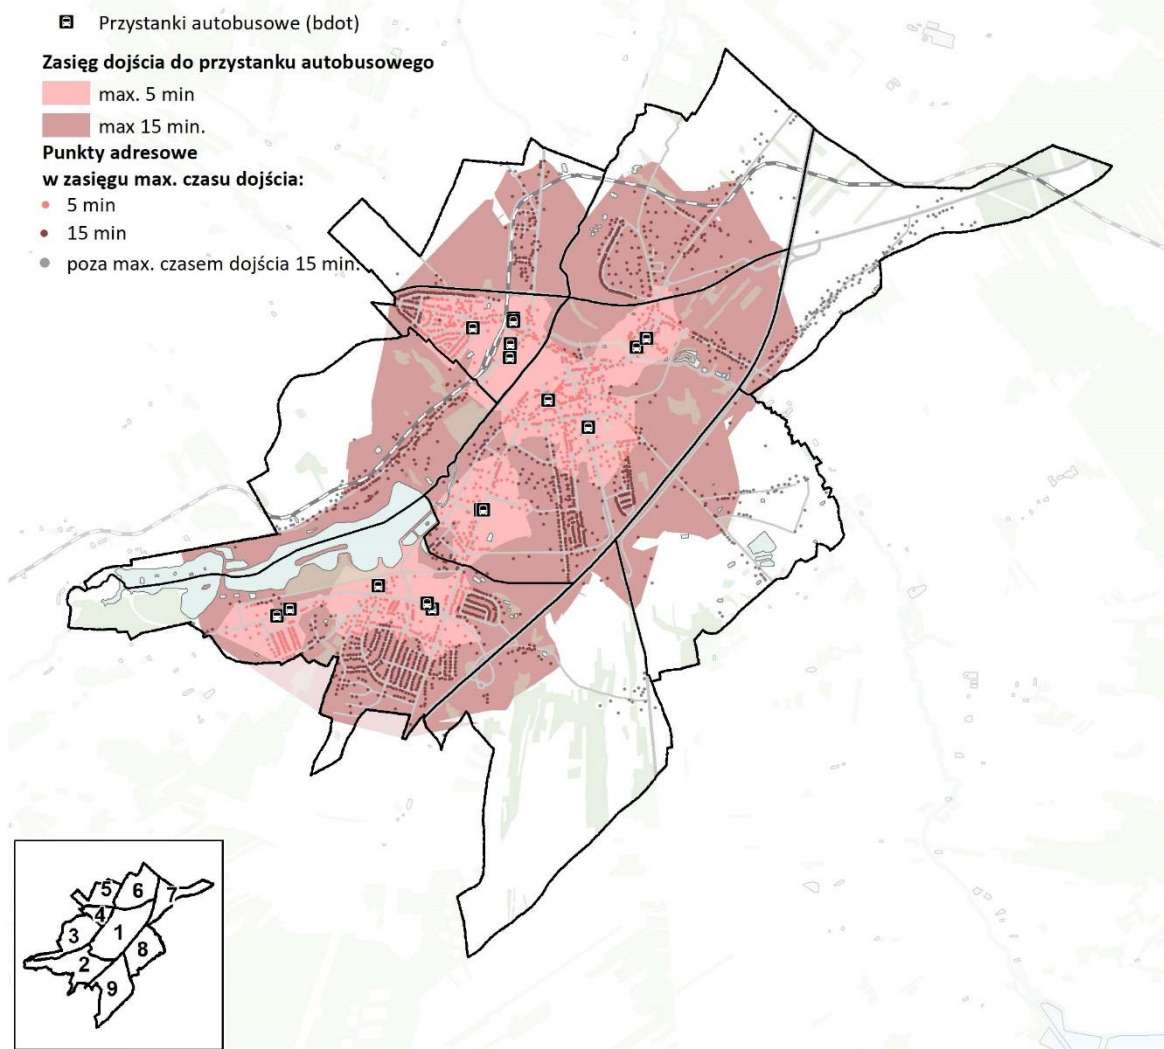 Przystanki autobusowe (bdot)
Zasięg dojścia do przystanku autobusowego
max. 5 min
max 15 min.
Punkty adresowe
w zasięgu max. czasu dojścia:
5 min
15 min
poza max. czasem dojścia 15 min.
5
6
7
4
3
1
8
2
9